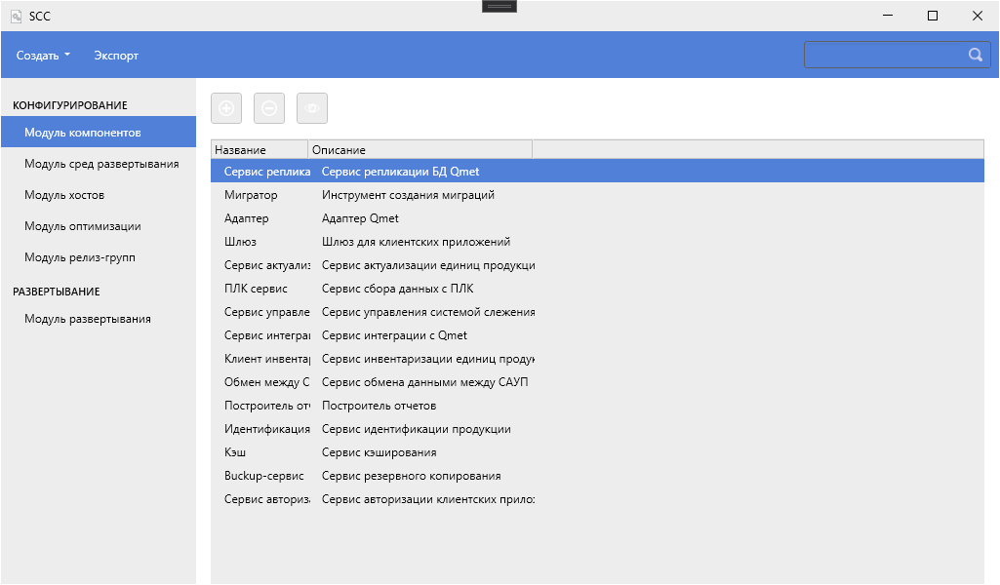 SCC
Создать Экспорт
КОНФИГУРИРОВАНИЕ
Модуль компонентов
Модуль сред развертывания
Модуль хостов
Модуль оптимизации
Модуль релиз-групп
РАЗВЕРТЫВАНИЕ
Модуль развертывания
Название Описание
Сервис реплика Сервис репликации БД Qmet
Мигратор Инструмент создания миграций
Адаптер Адаптер Qmet
Шлюз Шлюз для клиентских приложений
Сервис актуализ Сервис актуализации единиц продукци
ПЛК сервис Сервис сбора данных с ПЛК
Сервис управле Сервис управления системой слежения
Сервис интеграц Сервис интеграции с Qmet
Клиент инвентар Сервис инвентаризации единиц продук
Обмен между С Сервис обмена данными между САУП
Построитель отч Построитель отчетов
Идентификация Сервис идентификации продукции
Кэш Сервис кэширования
Buckup-сервис Сервис резервного копирования
Сервис авториза Сервис авторизации клиентских прилож